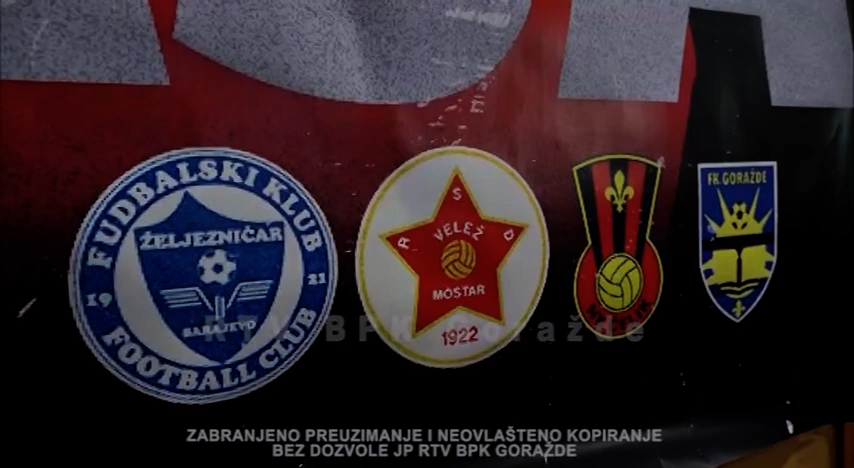 FUDBALSKI KLUB
ŽELJEZNIČAR
19 21
SARAJEVO
FOOTBALL CLUB
R S D
VELEŽ
MOSTAR
1922
FK. GORAŽDE
RTV BPK Goražde
ZABRANJENO PREUZIMANJE I NEOVLAŠTENO KOPIRANJE
BEZ DOZVOLE JP RTV BPK GORAŽDE